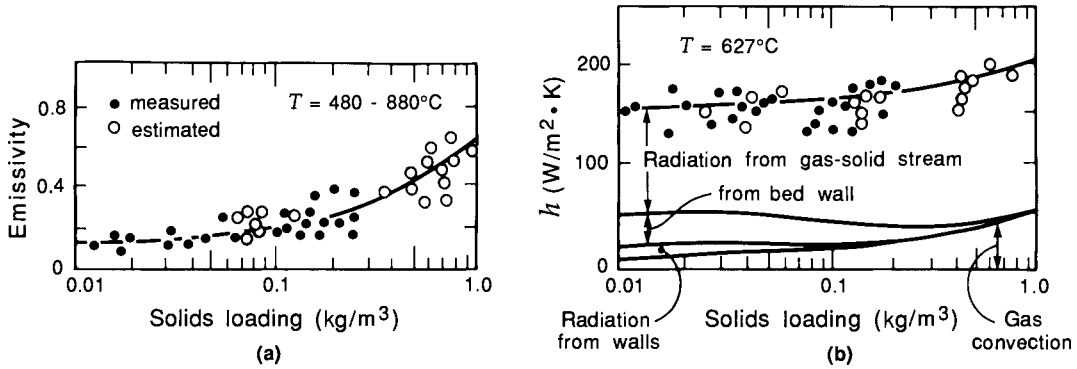 Emissivity
0.8
0.4
0
● measured
○ estimated
T = 480 - 880°C
0.01
0.1
1.0
Solids loading (kg/m³)
(a)
h (W/m²·K)
200
150
100
50
0
T = 627°C
Radiation from gas-solid stream
from bed wall
0.01
0.1
1.0
Radiation
from walls
Solids loading (kg/m³)
Gas
convection
(b)